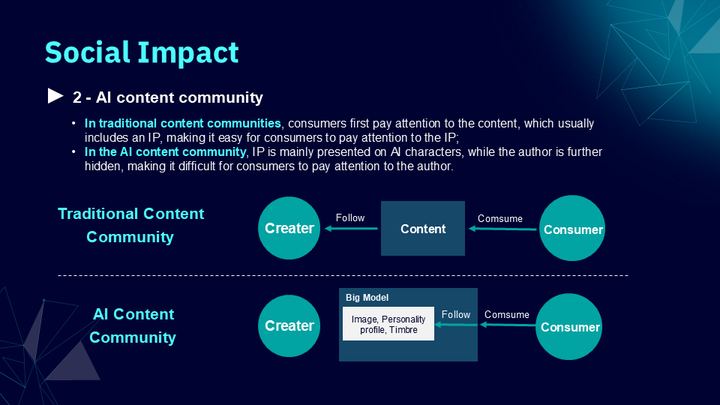 Social Impact
► 2 - AI content community
• In traditional content communities, consumers first pay attention to the content, which usually
includes an IP, making it easy for consumers to pay attention to the IP;
• In the AI content community, IP is mainly presented on AI characters, while the author is further
hidden, making it difficult for consumers to pay attention to the author.
Traditional Content
Community
Creater
Follow
Content
Comsume
Consumer
AI Content
Community
Creater
Big Model
Image, Personality
profile, Timbre
Follow
Comsume
Consumer